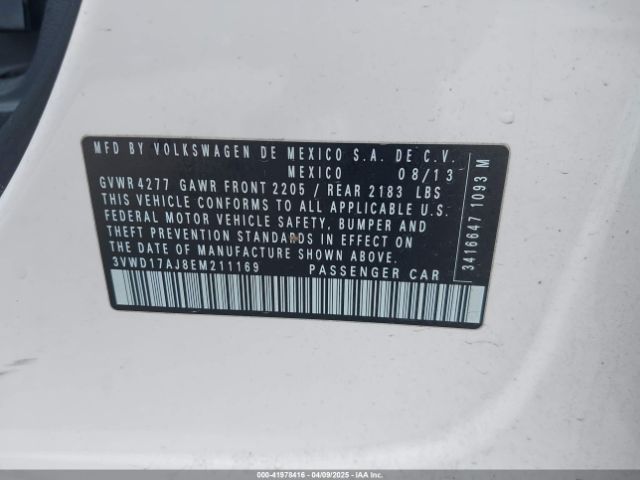 MFD BY VOLKSWAGEN DE MEXICO S.A. DE C.V.
MEXICO 08/13
GVWR 4277 GAWR FRONT 2205 / REAR 2183 LBS
THIS VEHICLE CONFORMS TO ALL APPLICABLE U.S.
FEDERAL MOTOR VEHICLE SAFETY, BUMPER AND
THEFT PREVENTION STANDARDS IN EFFECT ON
THE DATE OF MANUFACTURE SHOWN ABOVE.
3VWD17AJ8EM211169 PASSENGER CAR
3416647 1093 M
000-41978416 - 04/09/2025 - IAAI.COM